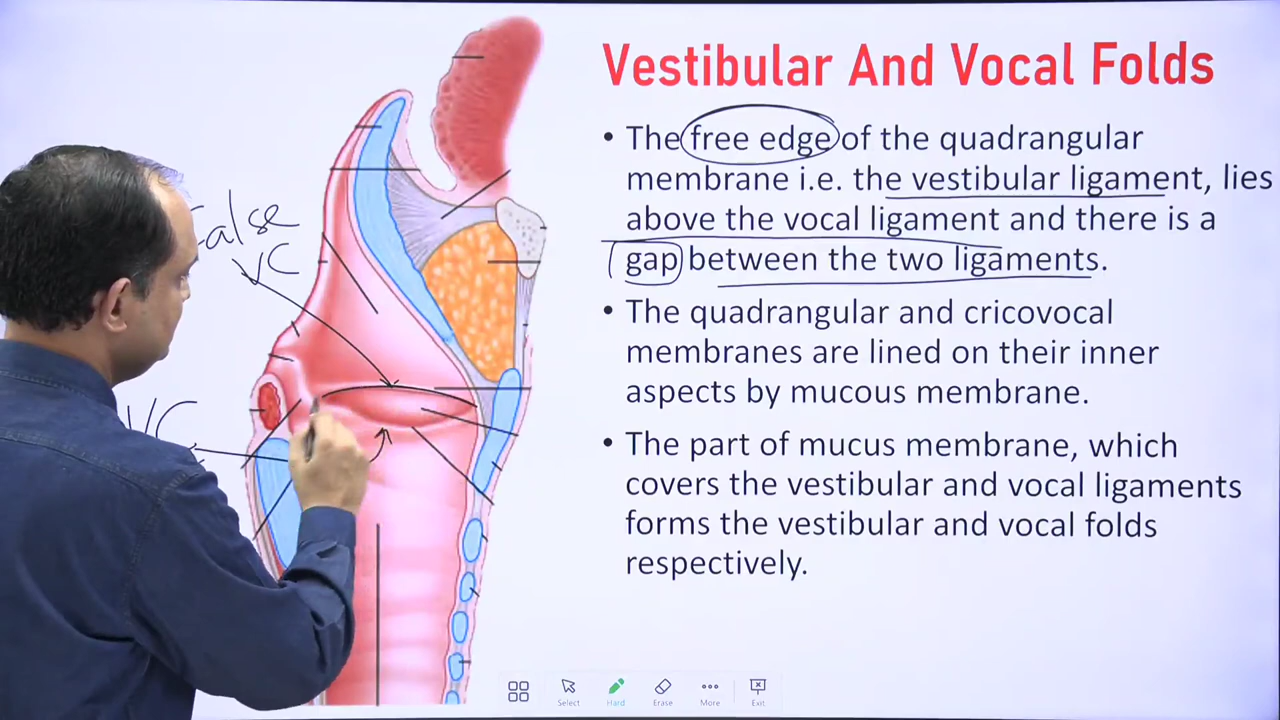 Vestibular And Vocal Folds
• The free edge of the quadrangular
membrane i.e. the vestibular ligament, lies
above the vocal ligament and there is a
gap between the two ligaments.
• The quadrangular and cricovocal
membranes are lined on their inner
aspects by mucous membrane.
• The part of mucus membrane, which
covers the vestibular and vocal ligaments
forms the vestibular and vocal folds
respectively.
False
VC
VC
Select
Hard
Erase
More
Exit